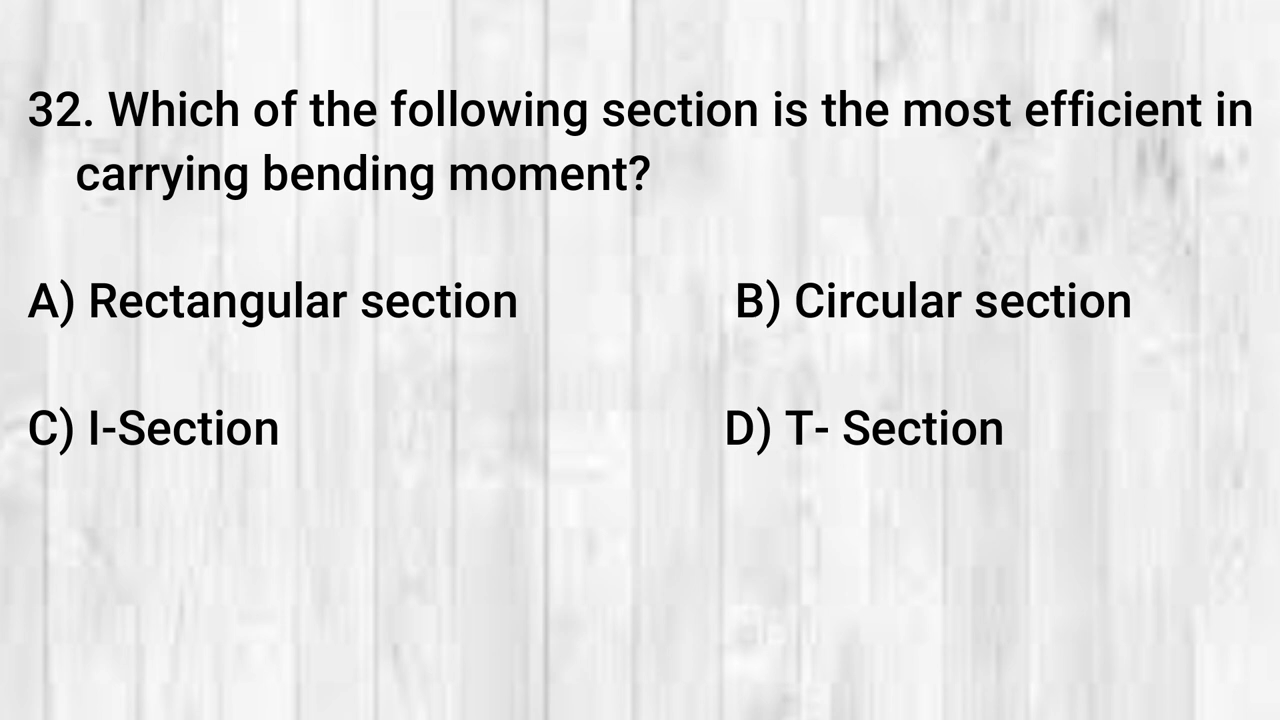 32. Which of the following section is the most efficient in
carrying bending moment?
A) Rectangular section B) Circular section
C) I-Section D) T- Section